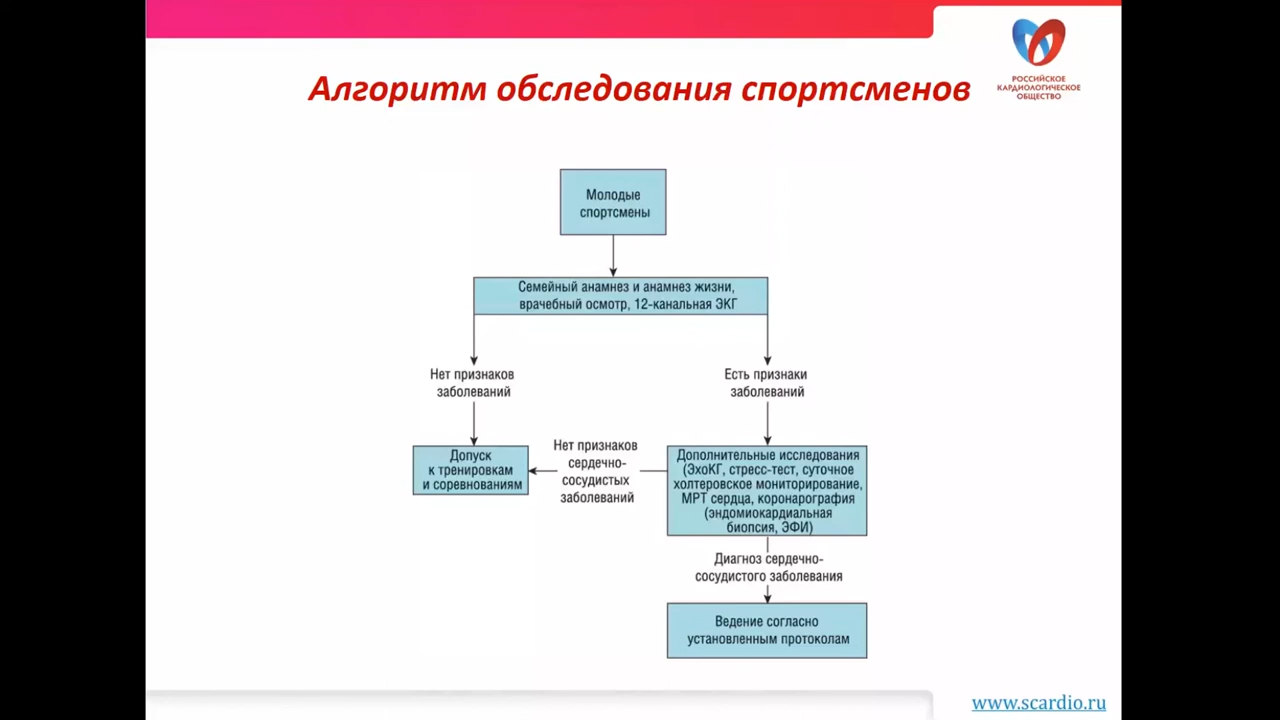 Алгоритм обследования спортсменов
РОССИЙСКОЕ
КАРДИОЛОГИЧЕСКОЕ
ОБЩЕСТВО
Молодые
спортсмены
Семейный анамнез и анамнез жизни,
врачебный осмотр, 12-канальная ЭКГ
Нет признаков
заболеваний
Есть признаки
заболеваний
Допуск
к тренировкам
и соревнованиям
Нет признаков
сердечно-
сосудистых
заболеваний
Дополнительные исследования
(ЭхоКГ, стресс-тест, суточное
холтеровское мониторирование,
МРТ сердца, коронарография
(эндомиокардиальная
биопсия, ЭФИ)
Диагноз сердечно-
сосудистого заболевания
Ведение согласно
установленным протоколам
www.scardio.ru